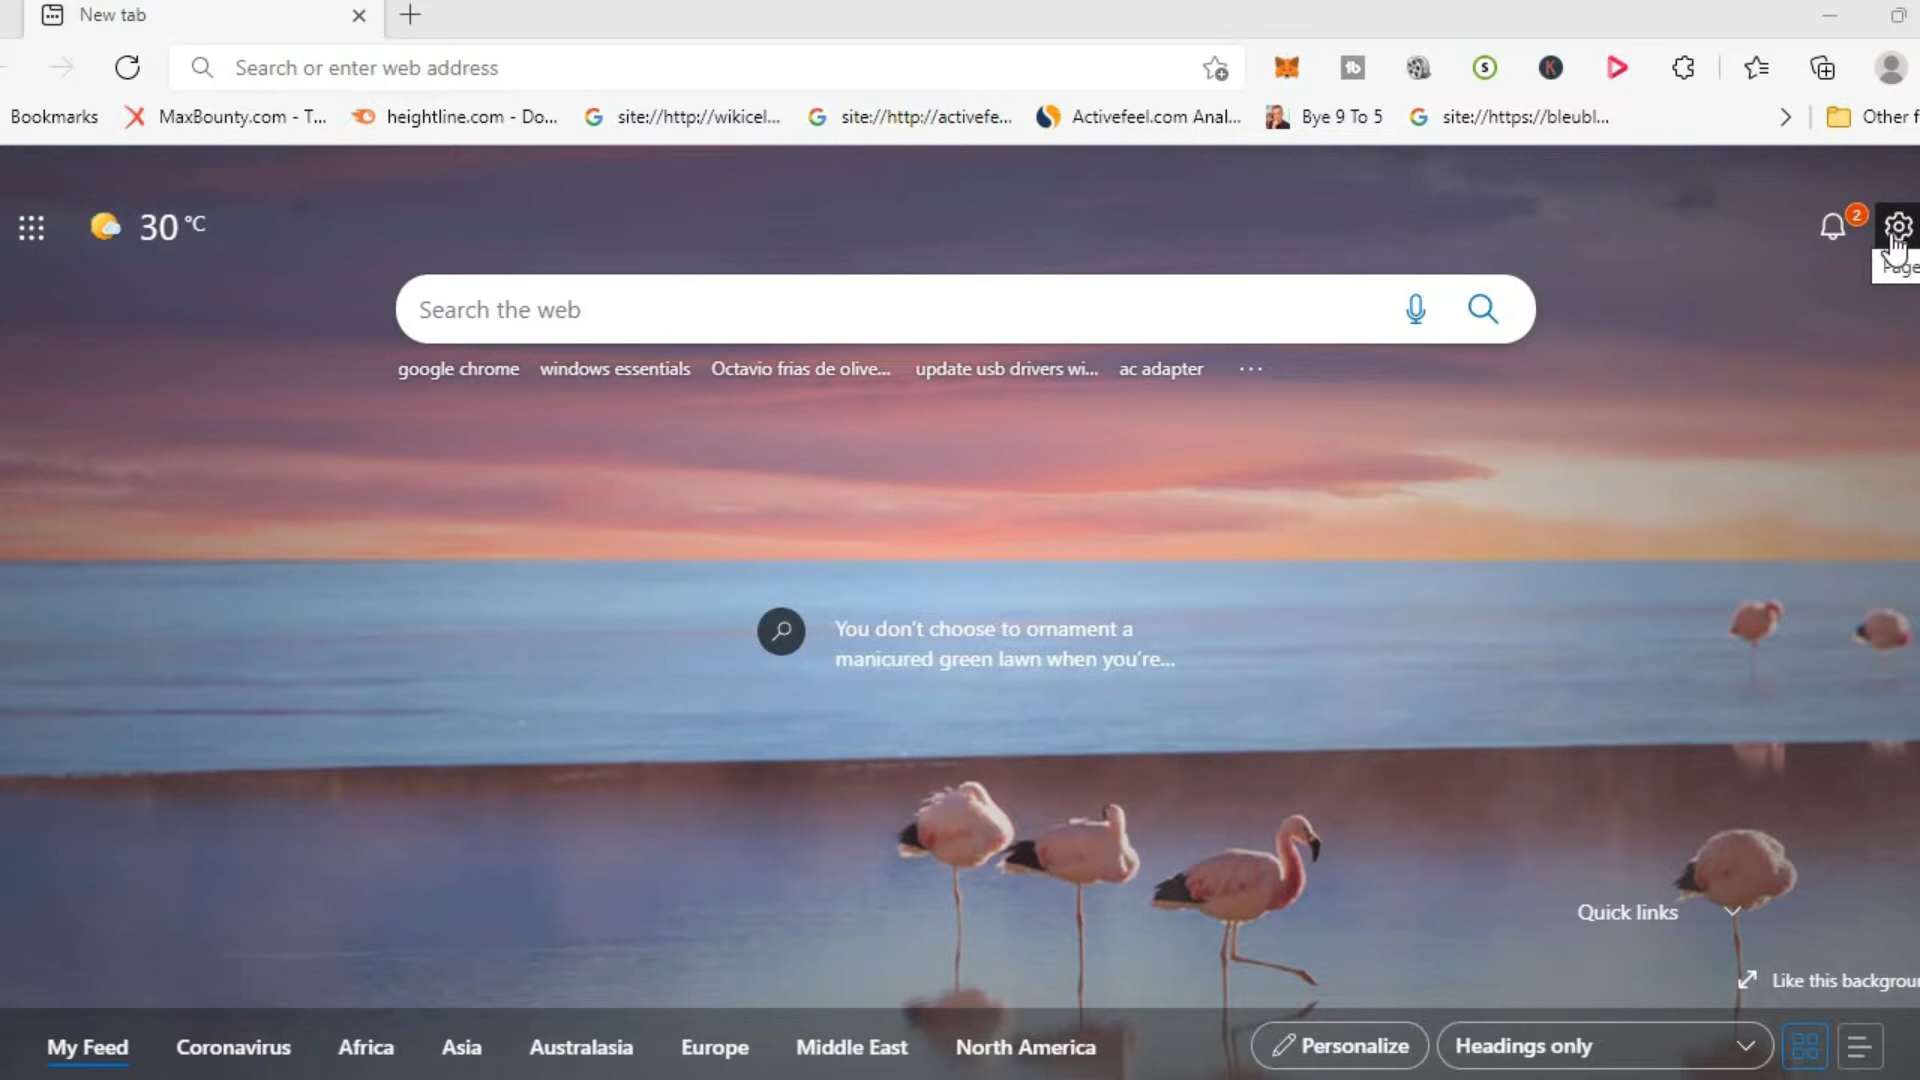 New tab
Search or enter web address
Bookmarks MaxBounty.com - T... heightline.com - Do... site://http://wikicel... site://http://activefe... Activefeel.com Anal... Bye 9 To 5 site://https://bleubl... Other f
30 °C
2
Page
Search the web
google chrome windows essentials Octavio frias de olive... update usb drivers wi... ac adapter ...
You don't choose to ornament a
manicured green lawn when you're...
Quick links
Like this backgrou
My Feed Coronavirus Africa Asia Australasia Europe Middle East North America Personalize Headings only